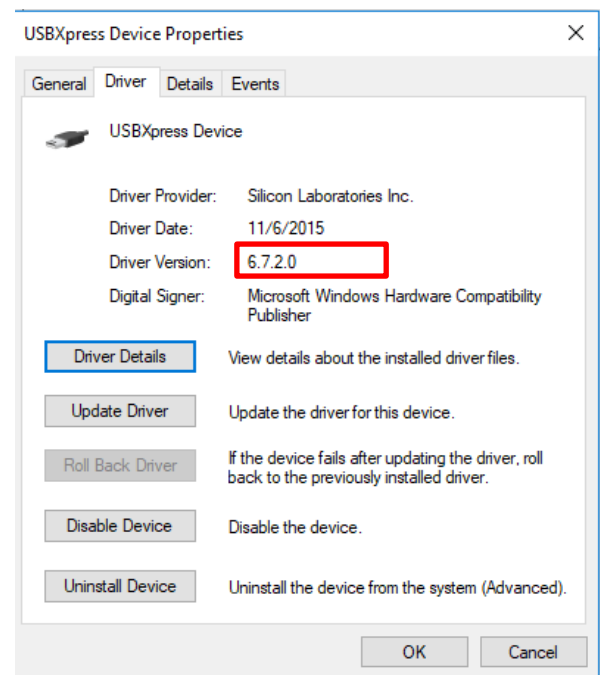 USBXpress Device Properties
General Driver Details Events
USBXpress Device
Driver Provider: Silicon Laboratories Inc.
Driver Date: 11/6/2015
Driver Version: 6.7.2.0
Digital Signer: Microsoft Windows Hardware Compatibility
Publisher
Driver Details View details about the installed driver files.
Update Driver Update the driver for this device.
Roll Back Driver If the device fails after updating the driver, roll
back to the previously installed driver.
Disable Device Disable the device.
Uninstall Device Uninstall the device from the system (Advanced).
OK Cancel